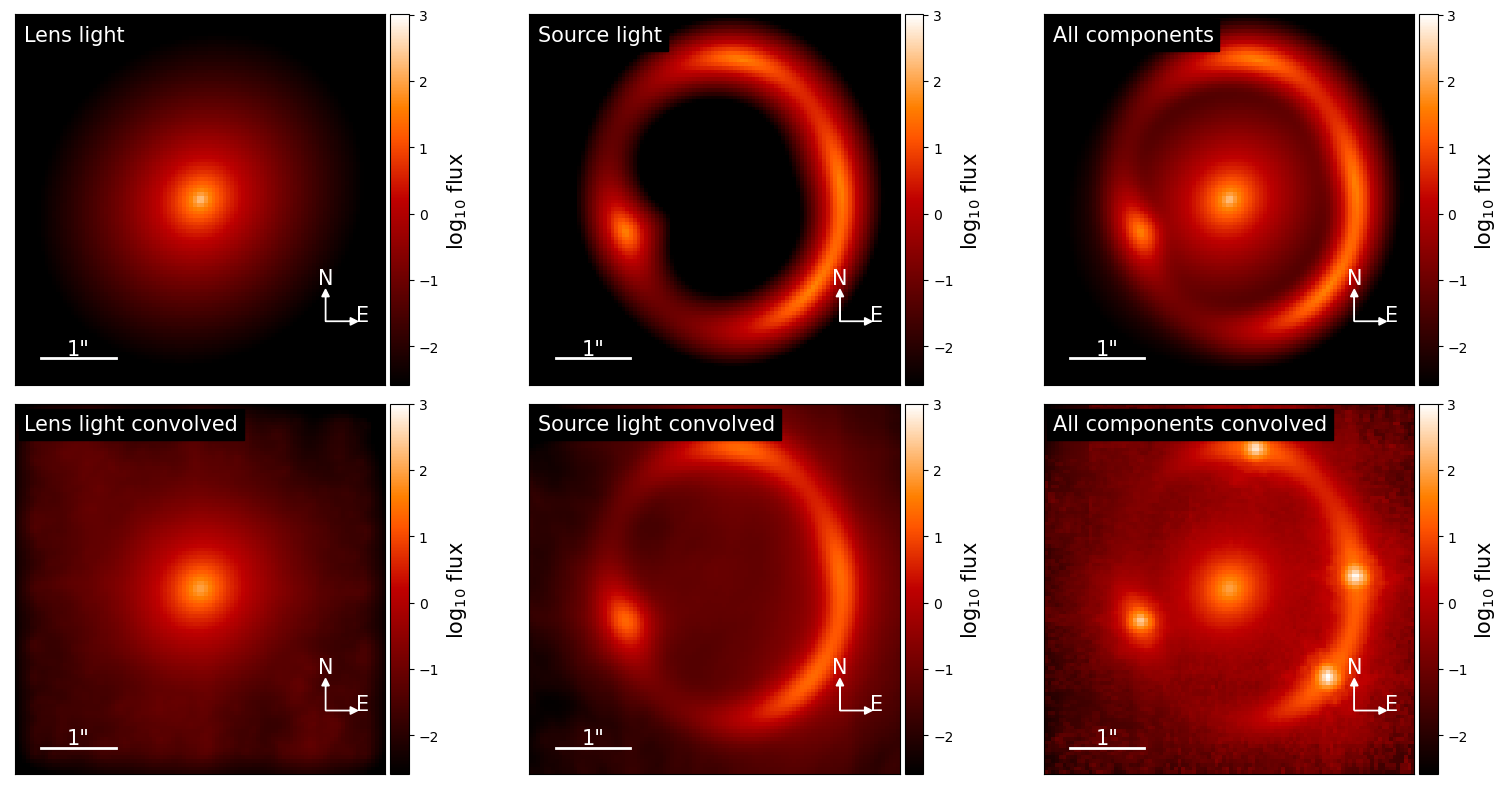 Lens light
N
E
1"
3
2
1
0
−1
−2
log10 flux
Source light
N
E
1"
3
2
1
0
−1
−2
log10 flux
All components
N
E
1"
3
2
1
0
−1
−2
log10 flux
Lens light convolved
N
E
1"
3
2
1
0
−1
−2
log10 flux
Source light convolved
N
E
1"
3
2
1
0
−1
−2
log10 flux
All components convolved
N
E
1"
3
2
1
0
−1
−2
log10 flux